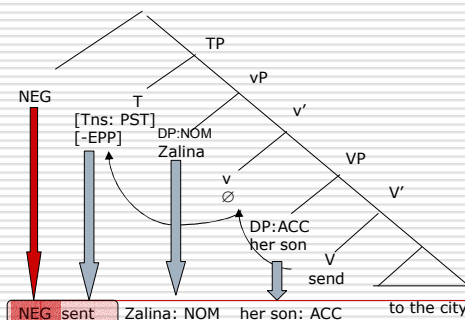 TP
vP
NEG
T
[Tns: PST]
[-EPP]
DP:NOM
Zalina
v'
v
∅
VP
DP:ACC
her son
V'
V
send
NEG sent Zalina: NOM her son: ACC to the city